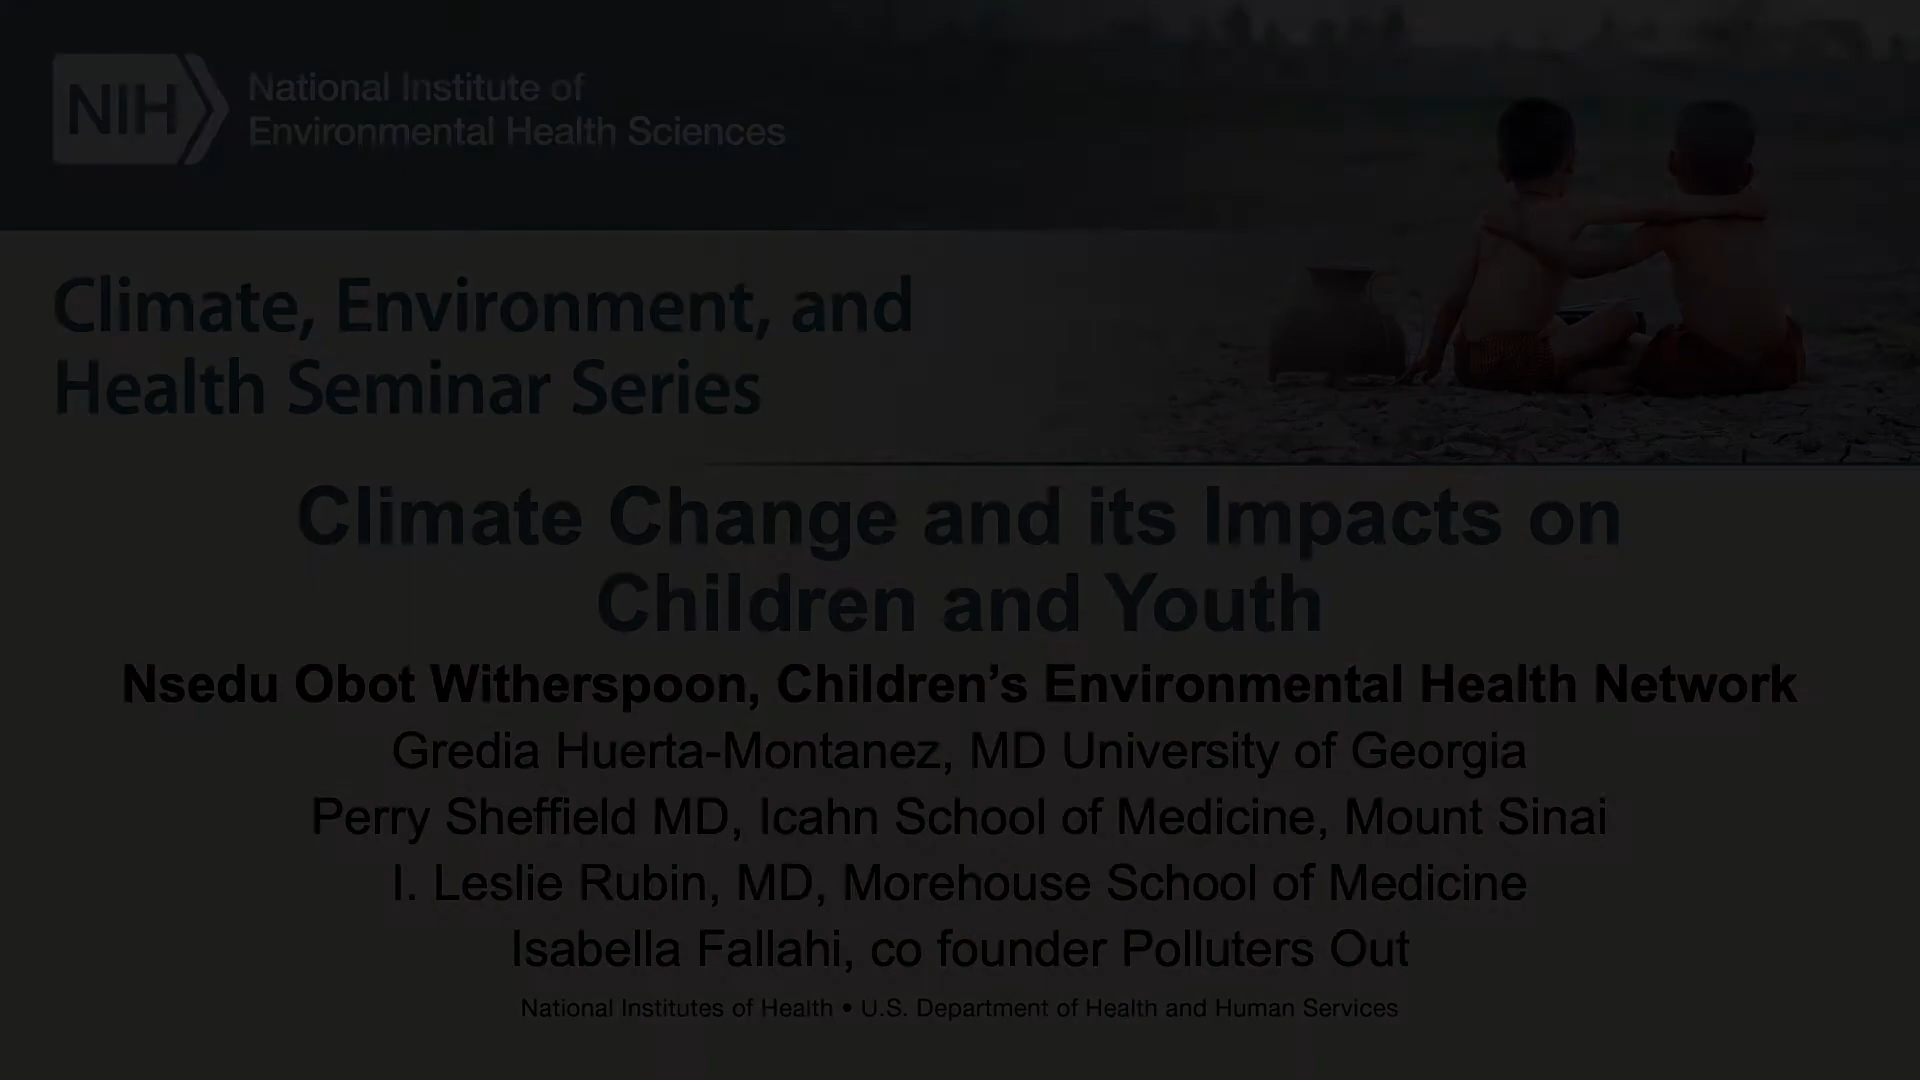 NIH
National Institute of
Environmental Health Sciences
Climate, Environment, and
Health Seminar Series
Climate Change and its Impacts on
Children and Youth
Nsedu Obot Witherspoon, Children’s Environmental Health Network
Gredia Huerta-Montanez, MD University of Georgia
Perry Sheffield MD, Icahn School of Medicine, Mount Sinai
I. Leslie Rubin, MD, Morehouse School of Medicine
Isabella Fallahi, co founder Polluters Out
National Institutes of Health • U.S. Department of Health and Human Services